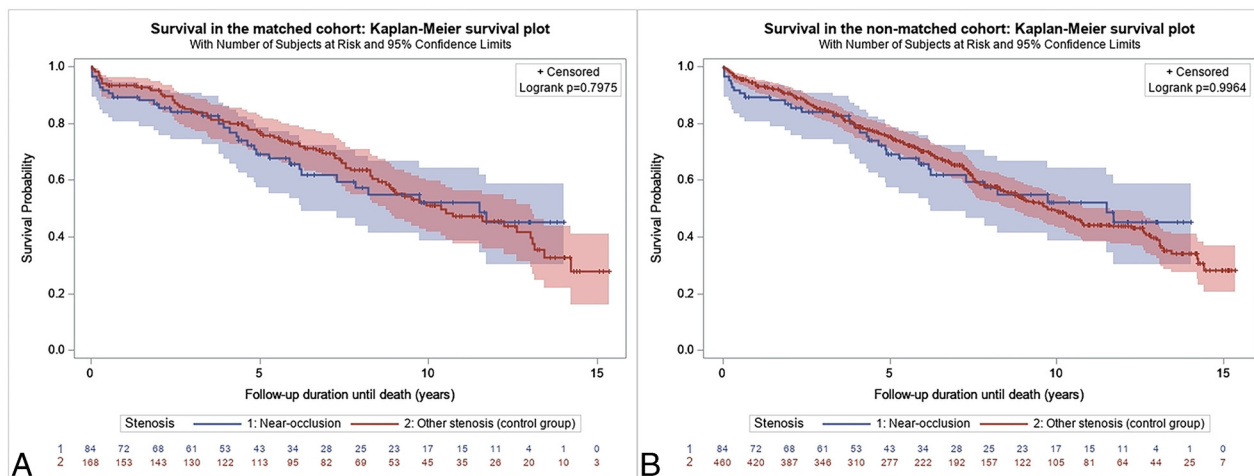 Survival in the matched cohort: Kaplan-Meier survival plot
With Number of Subjects at Risk and 95% Confidence Limits
+ Censored
Logrank p=0.7975
1.0
0.8
0.6
0.4
0.2
0.0
Survival Probability
0 5 10 15
Follow-up duration until death (years)
Stenosis 1: Near-occlusion 2: Other stenosis (control group)
1 84 72 68 61 53 43 34 28 25 23 17 15 11 4 1 0
2 168 153 143 130 122 113 95 82 69 53 45 35 26 20 10 3
A
Survival in the non-matched cohort: Kaplan-Meier survival plot
With Number of Subjects at Risk and 95% Confidence Limits
+ Censored
Logrank p=0.9964
1.0
0.8
0.6
0.4
0.2
0.0
Survival Probability
0 5 10 15
Follow-up duration until death (years)
Stenosis 1: Near-occlusion 2: Other stenosis (control group)
1 84 72 68 61 53 43 34 28 25 23 17 15 11 4 1 0
2 460 420 387 346 310 277 222 192 157 122 105 81 64 44 25 7
B